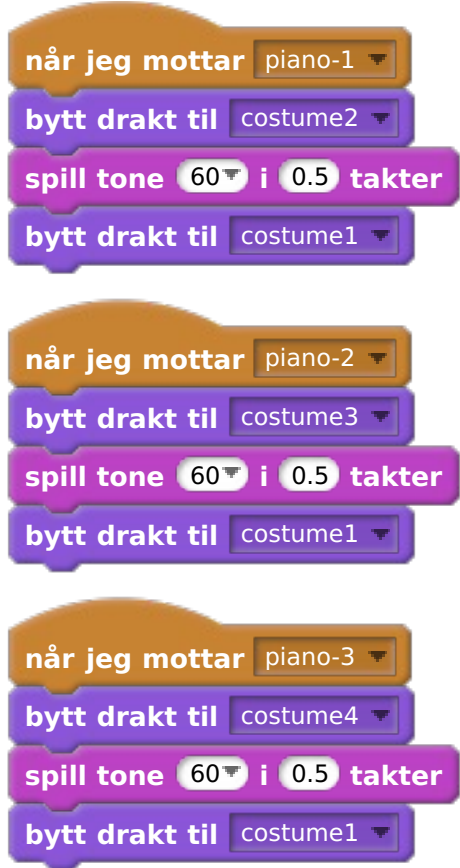 når jeg mottar piano-1
bytt drakt til costume2
spill tone 60 i 0.5 takter
bytt drakt til costume1
når jeg mottar piano-2
bytt drakt til costume3
spill tone 60 i 0.5 takter
bytt drakt til costume1
når jeg mottar piano-3
bytt drakt til costume4
spill tone 60 i 0.5 takter
bytt drakt til costume1